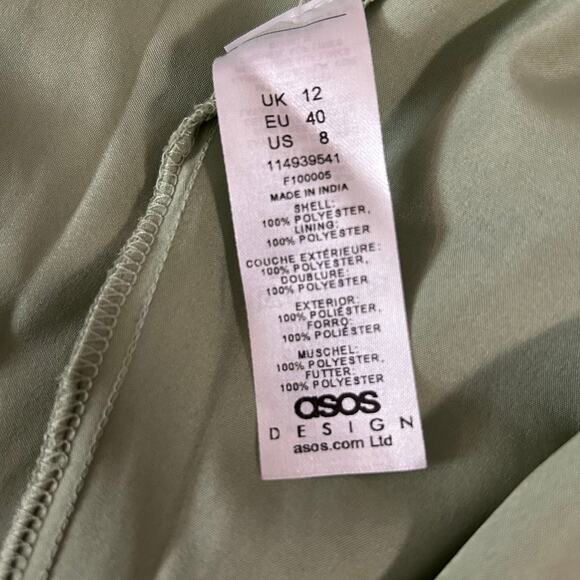 UK 12
EU 40
US 8
114939541
F100005
MADE IN INDIA
SHELL:
100% POLYESTER,
LINING:
100% POLYESTER
COUCHE EXTÉRIEURE:
100% POLYESTER,
DOUBLURE:
100% POLYESTER
EXTERIOR:
100% POLIÉSTER,
FORRO:
100% POLIÉSTER
MUSCHEL:
100% POLYESTER,
FUTTER:
100% POLYESTER
asos
DESIGN
asos.com Ltd